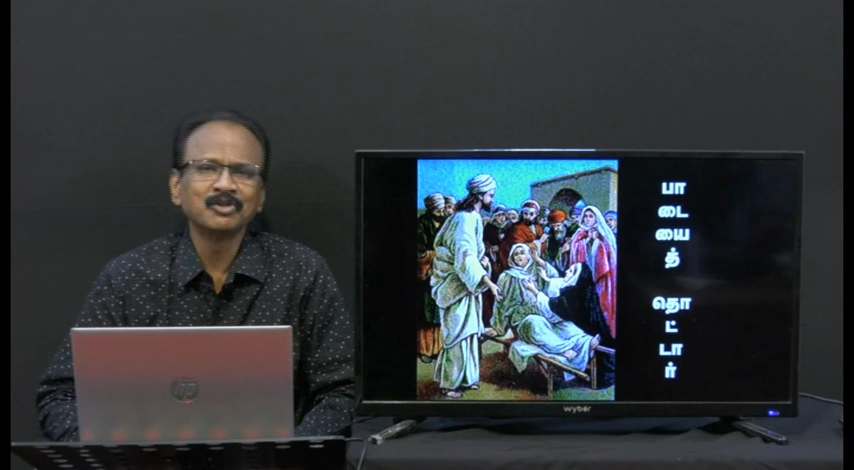 பா
டை
யை
த்
தொ
ட்
டா
ர்
hp
wybor